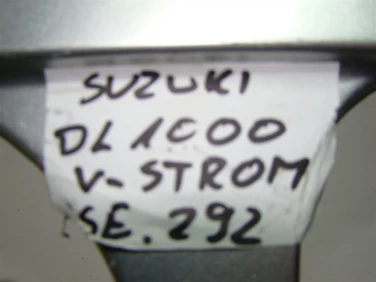 SUZUKI
DL 1000
V-STROM
SE. 292